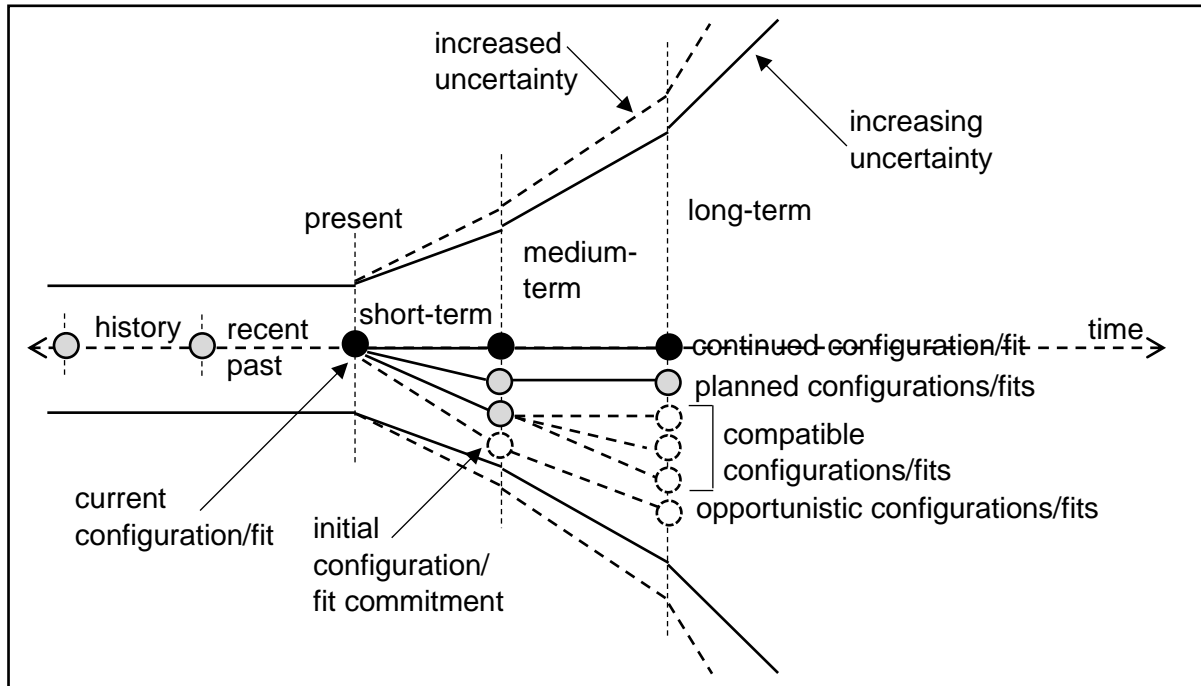 increased
uncertainty
increasing
uncertainty
long-term
present
medium-
term
short-term
history
recent
past
time
continued configuration/fit
planned configurations/fits
compatible
configurations/fits
opportunistic configurations/fits
current
configuration/fit
initial
configuration/
fit commitment